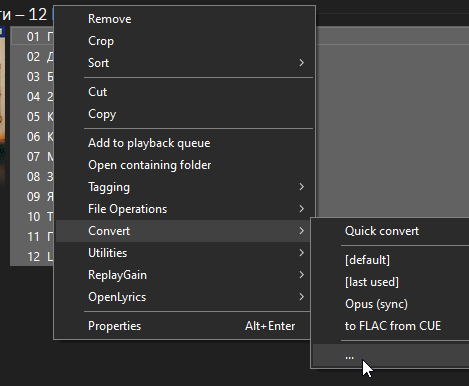 ти – 12
01 Г
02 Д
03 Б
04 2
05 К
06 К
07 М
08 З
09 Я
10 Т
11 Г
12
Remove
Crop
Sort
Cut
Copy
Add to playback queue
Open containing folder
Tagging
File Operations
Convert
Utilities
ReplayGain
OpenLyrics
Properties Alt+Enter
Quick convert
[default]
[last used]
Opus (sync)
to FLAC from CUE
...